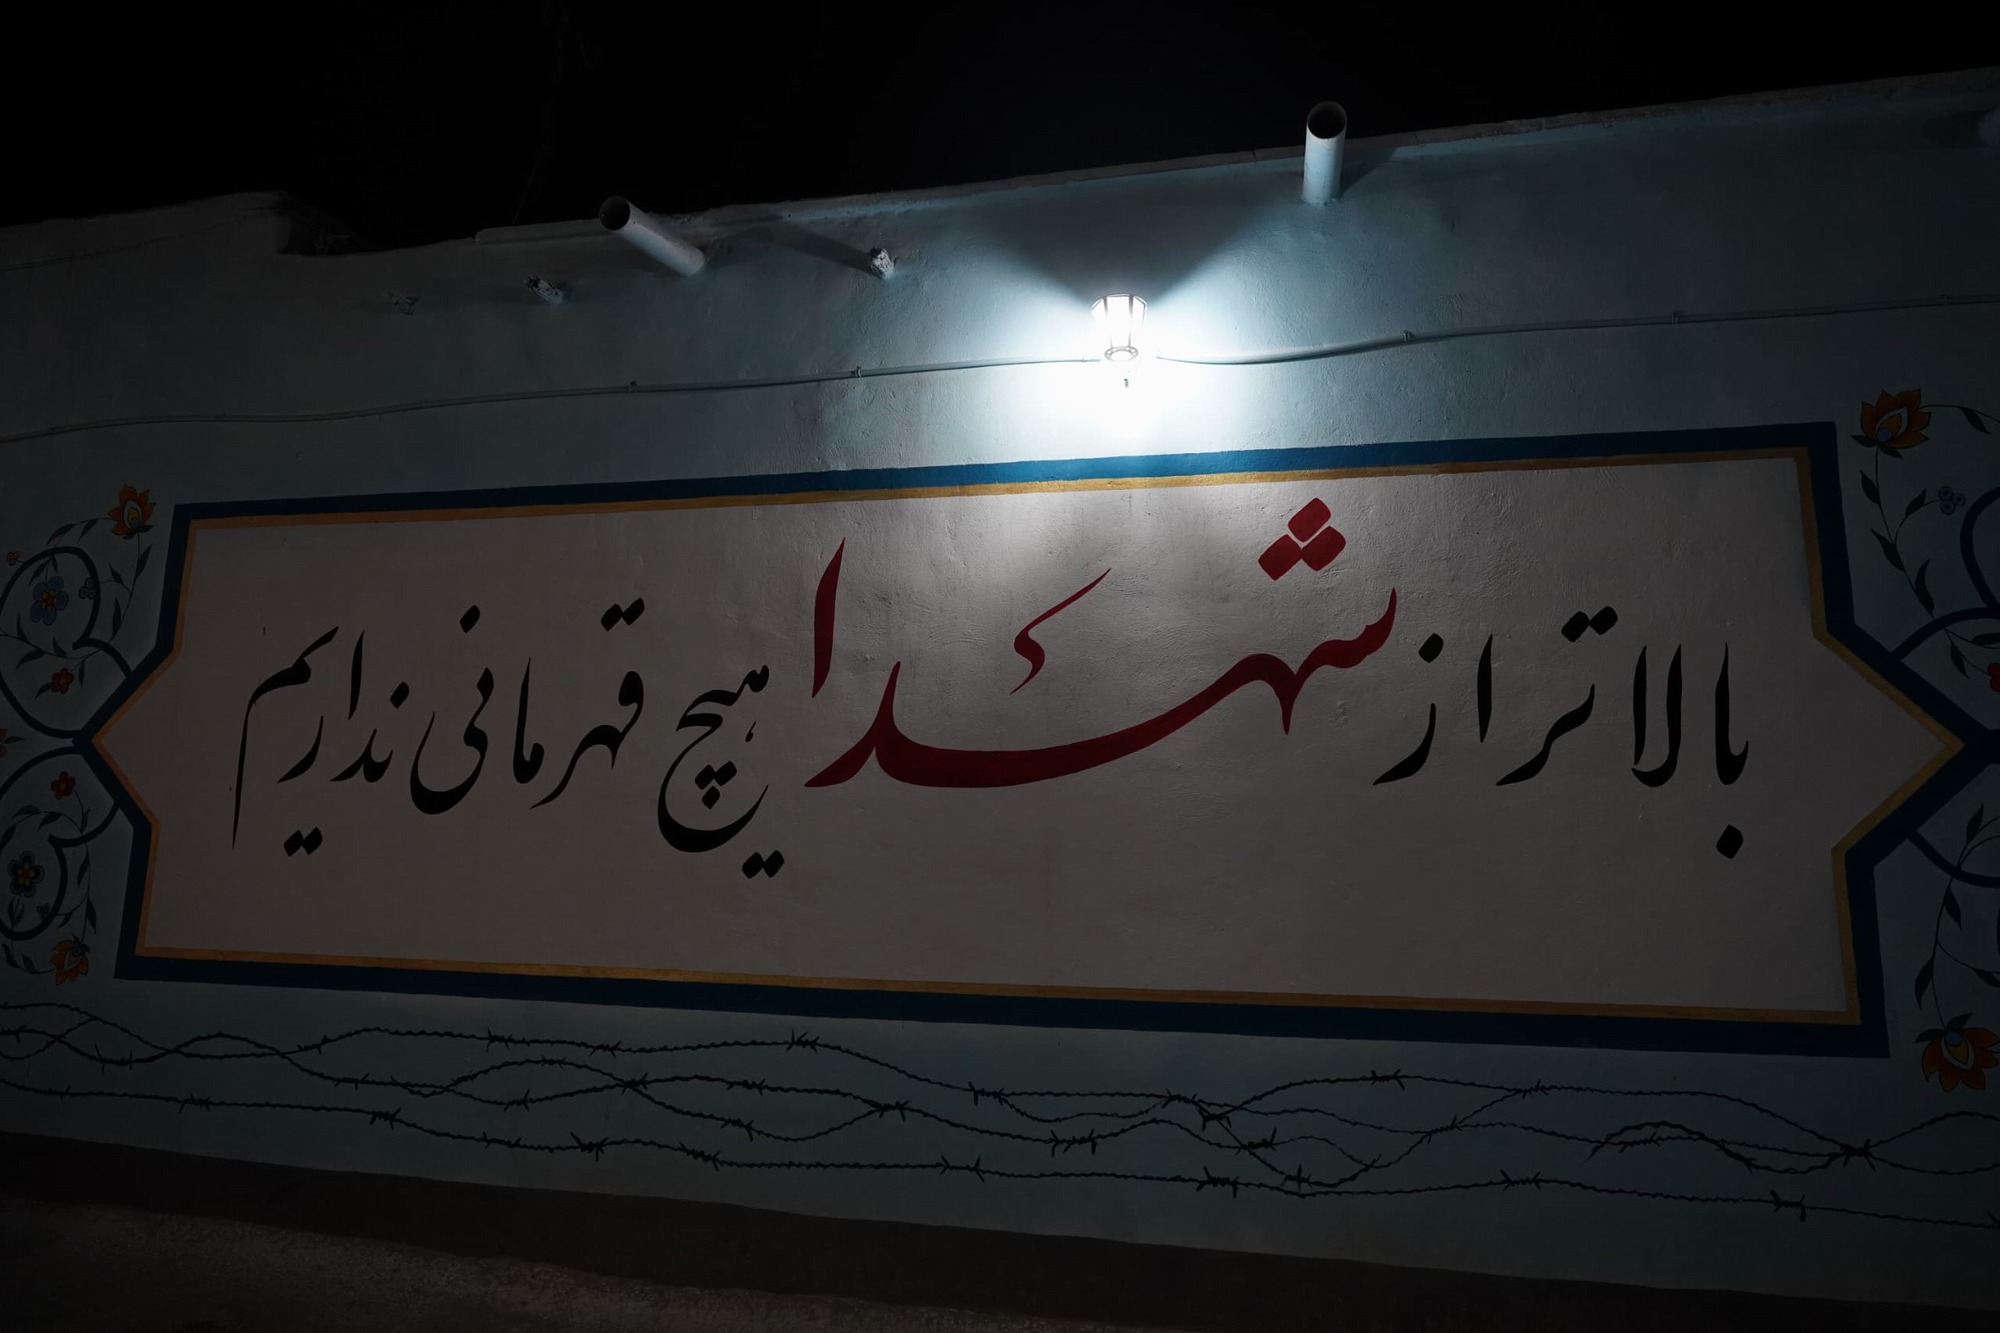 بالاتر از شهدا هیچ قهرمانی نداریم